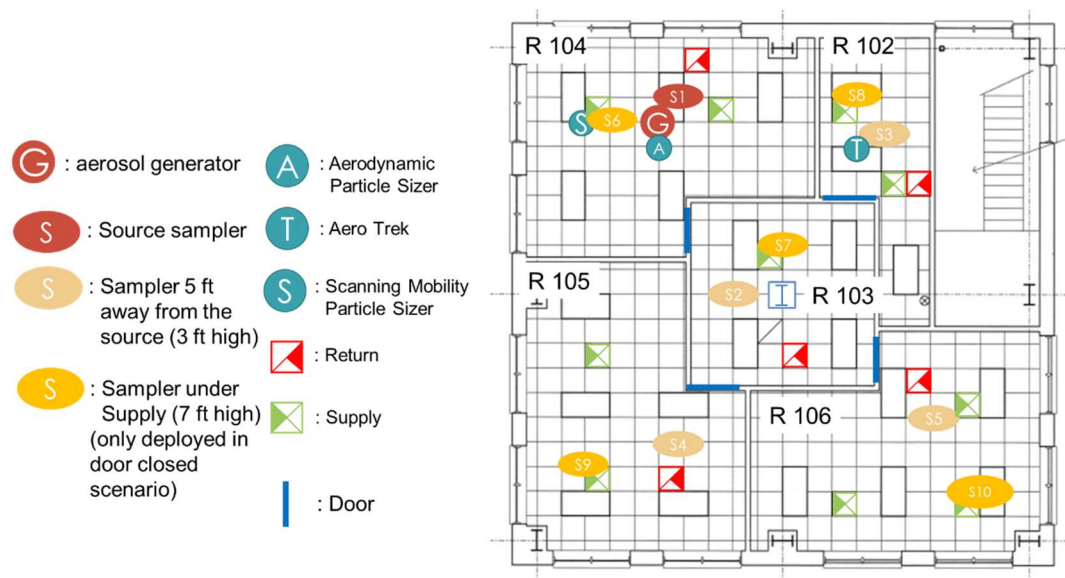 G : aerosol generator
S : Source sampler
S : Sampler 5 ft
away from the
source (3 ft high)
S : Sampler under
Supply (7 ft high)
(only deployed in
door closed
scenario)
A : Aerodynamic
Particle Sizer
T : Aero Trek
S : Scanning Mobility
Particle Sizer
: Return
: Supply
: Door
R 104
R 102
S1
S8
S S6
G
S3
A
T
S7
R 105
S2
I
R 103
R 106
S5
S4
S9
S10